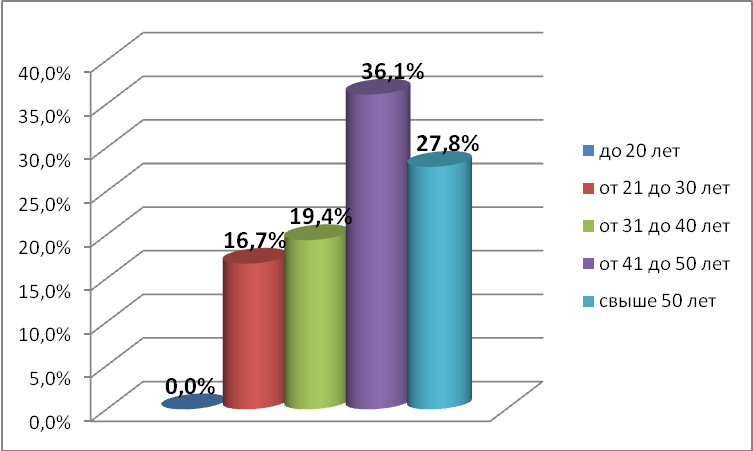 40,0%
35,0%
30,0%
25,0%
20,0%
15,0%
10,0%
5,0%
0,0%
0,0%
16,7%
19,4%
36,1%
27,8%
до 20 лет
от 21 до 30 лет
от 31 до 40 лет
от 41 до 50 лет
свыше 50 лет